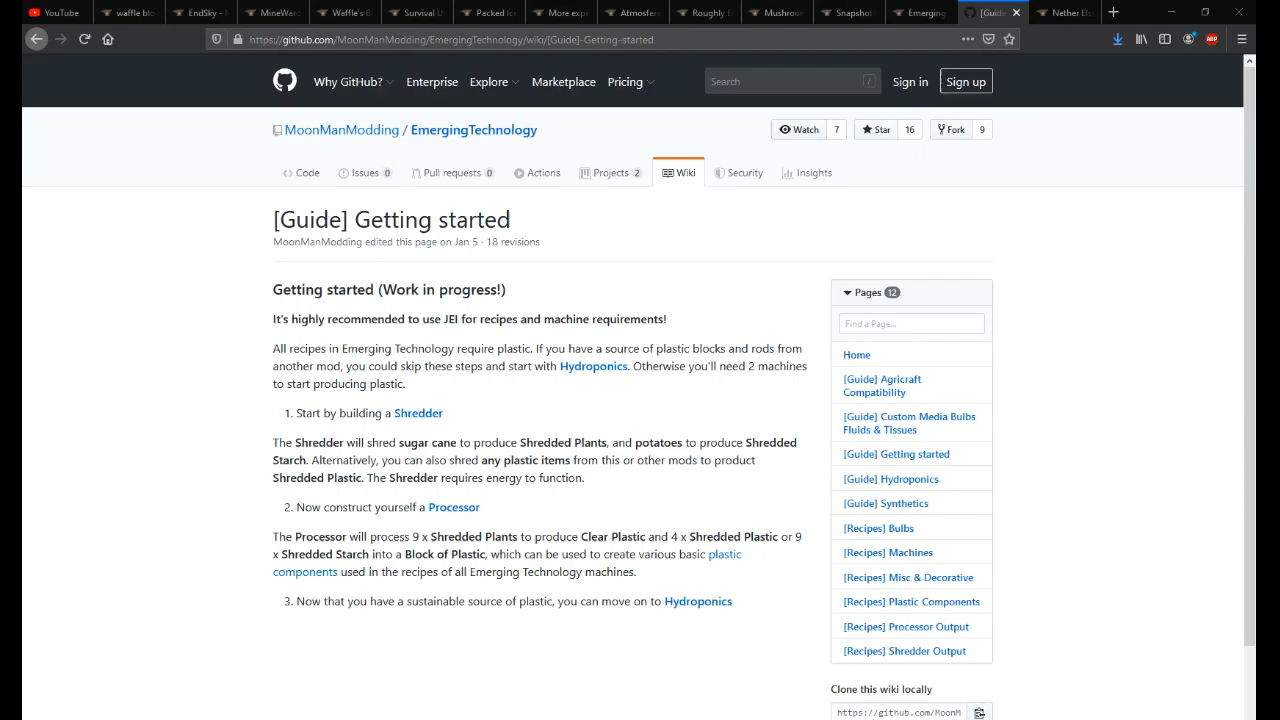 YouTube
waffle blo
EndSky -
MineWard
Waffle's B
Survival U
Packed Ice
More exp
Atmosfer
Roughly
Mushroom
Snapshot
Emerging
[Guide
Nether Ele
https://github.com/MoonManModding/EmergingTechnology/wiki/[Guide]-Getting-started
ABP
Why GitHub? Enterprise Explore Marketplace Pricing Search / Sign in Sign up
MoonManModding / EmergingTechnology
Watch 7 Star 16 Fork 9
Code Issues 0 Pull requests 0 Actions Projects 2 Wiki Security Insights
[Guide] Getting started
MoonManModding edited this page on Jan 5 · 18 revisions
Getting started (Work in progress!)
It's highly recommended to use JEI for recipes and machine requirements!
All recipes in Emerging Technology require plastic. If you have a source of plastic blocks and rods from
another mod, you could skip these steps and start with Hydroponics. Otherwise you'll need 2 machines
to start producing plastic.
1. Start by building a Shredder
The Shredder will shred sugar cane to produce Shredded Plants, and potatoes to produce Shredded
Starch. Alternatively, you can also shred any plastic items from this or other mods to product
Shredded Plastic. The Shredder requires energy to function.
2. Now construct yourself a Processor
The Processor will process 9 x Shredded Plants to produce Clear Plastic and 4 x Shredded Plastic or 9
x Shredded Starch into a Block of Plastic, which can be used to create various basic plastic
components used in the recipes of all Emerging Technology machines.
3. Now that you have a sustainable source of plastic, you can move on to Hydroponics
Pages 12
Find a Page...
Home
[Guide] Agricraft
Compatibility
[Guide] Custom Media Bulbs
Fluids & Tissues
[Guide] Getting started
[Guide] Hydroponics
[Guide] Synthetics
[Recipes] Bulbs
[Recipes] Machines
[Recipes] Misc & Decorative
[Recipes] Plastic Components
[Recipes] Processor Output
[Recipes] Shredder Output
Clone this wiki locally
https://github.com/MoonM